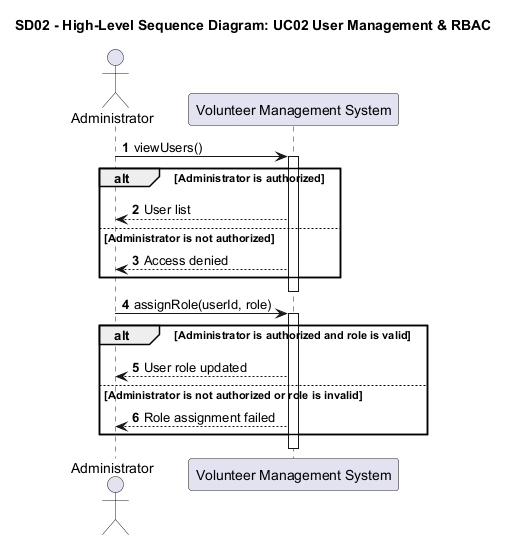 SD02 - High-Level Sequence Diagram: UC02 User Management & RBAC
Administrator
Volunteer Management System
1 viewUsers()
alt [Administrator is authorized]
2 User list
[Administrator is not authorized]
3 Access denied
4 assignRole(userId, role)
alt [Administrator is authorized and role is valid]
5 User role updated
[Administrator is not authorized or role is invalid]
6 Role assignment failed
Administrator
Volunteer Management System